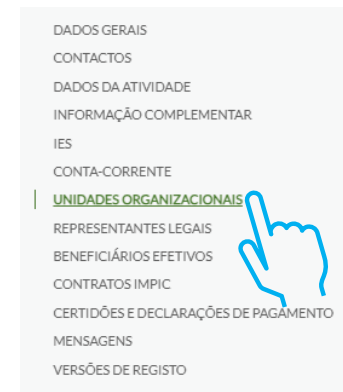 DADOS GERAIS
CONTACTOS
DADOS DA ATIVIDADE
INFORMAÇÃO COMPLEMENTAR
IES
CONTA-CORRENTE
UNIDADES ORGANIZACIONAIS
REPRESENTANTES LEGAIS
BENEFICIÁRIOS EFETIVOS
CONTRATOS IMPIC
CERTIDÕES E DECLARAÇÕES DE PAGAMENTO
MENSAGENS
VERSÕES DE REGISTO